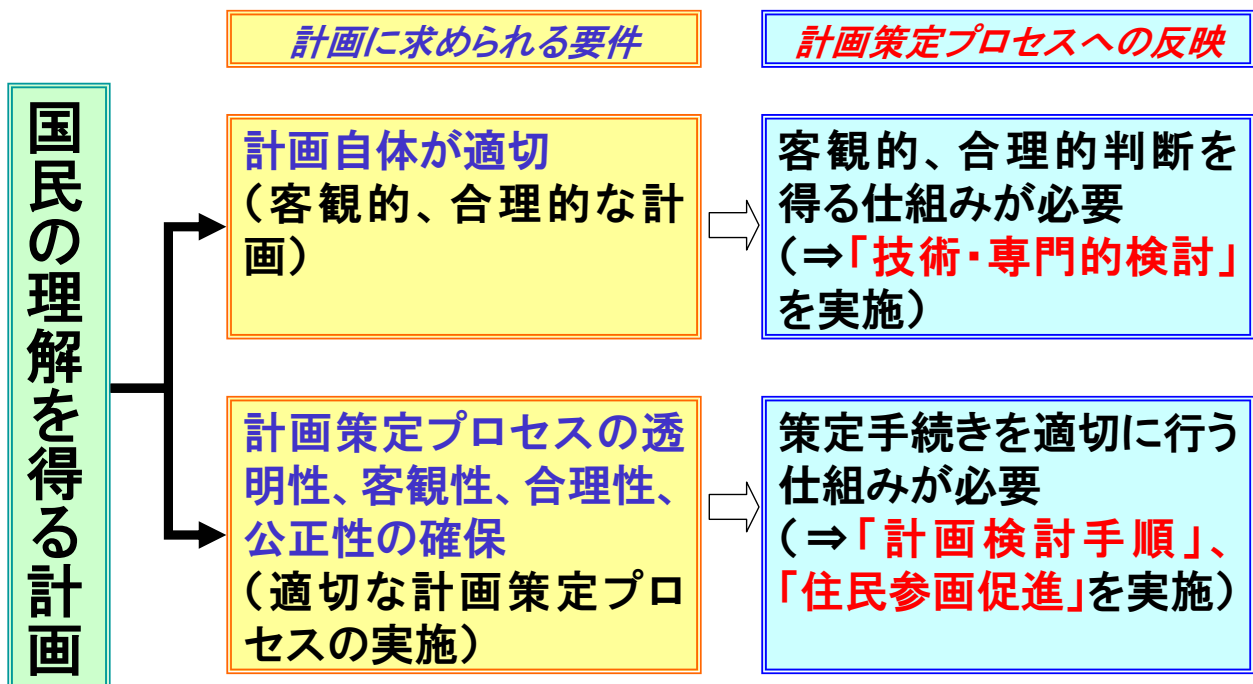 計画に求められる要件
計画策定プロセスへの反映
国民の理解を得る計画
計画自体が適切
（客観的、合理的な計
画）
客観的、合理的判断を
得る仕組みが必要
（⇒「技術・専門的検討」
を実施）
計画策定プロセスの透
明性、客観性、合理性、
公正性の確保
（適切な計画策定プロ
セスの実施）
策定手続きを適切に行う
仕組みが必要
（⇒「計画検討手順」、
「住民参画促進」を実施）